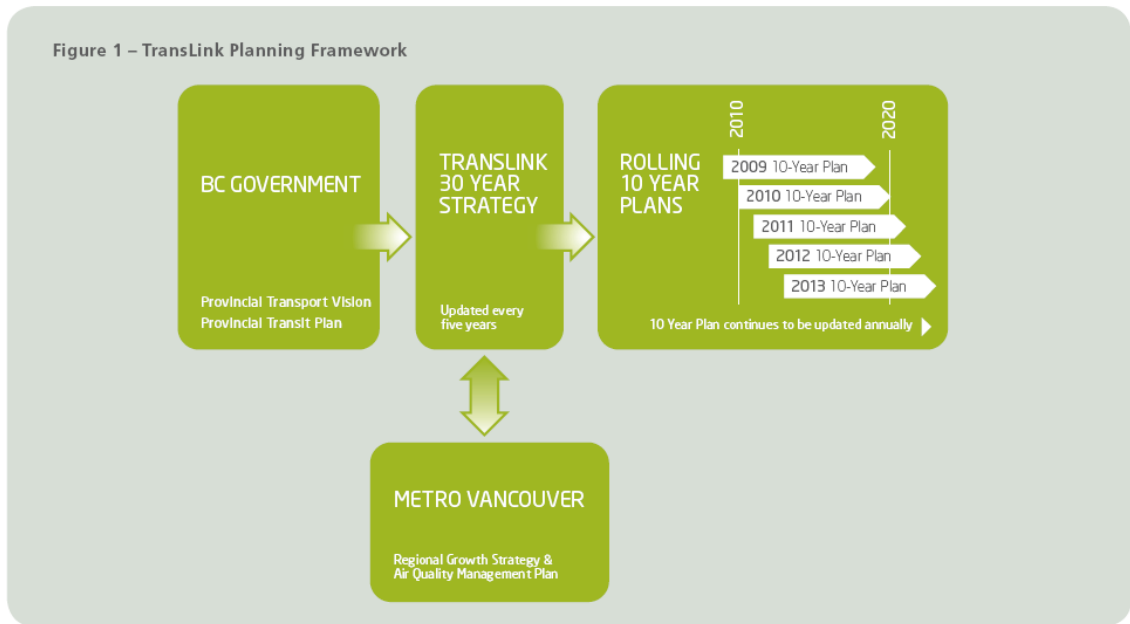 Figure 1 – TransLink Planning Framework
BC GOVERNMENT
Provincial Transport Vision
Provincial Transit Plan
TRANSLINK
30 YEAR
STRATEGY
Updated every
five years
ROLLING
10 YEAR
PLANS
2010
2020
2009 10-Year Plan
2010 10-Year Plan
2011 10-Year Plan
2012 10-Year Plan
2013 10-Year Plan
10 Year Plan continues to be updated annually
METRO VANCOUVER
Regional Growth Strategy &
Air Quality Management Plan